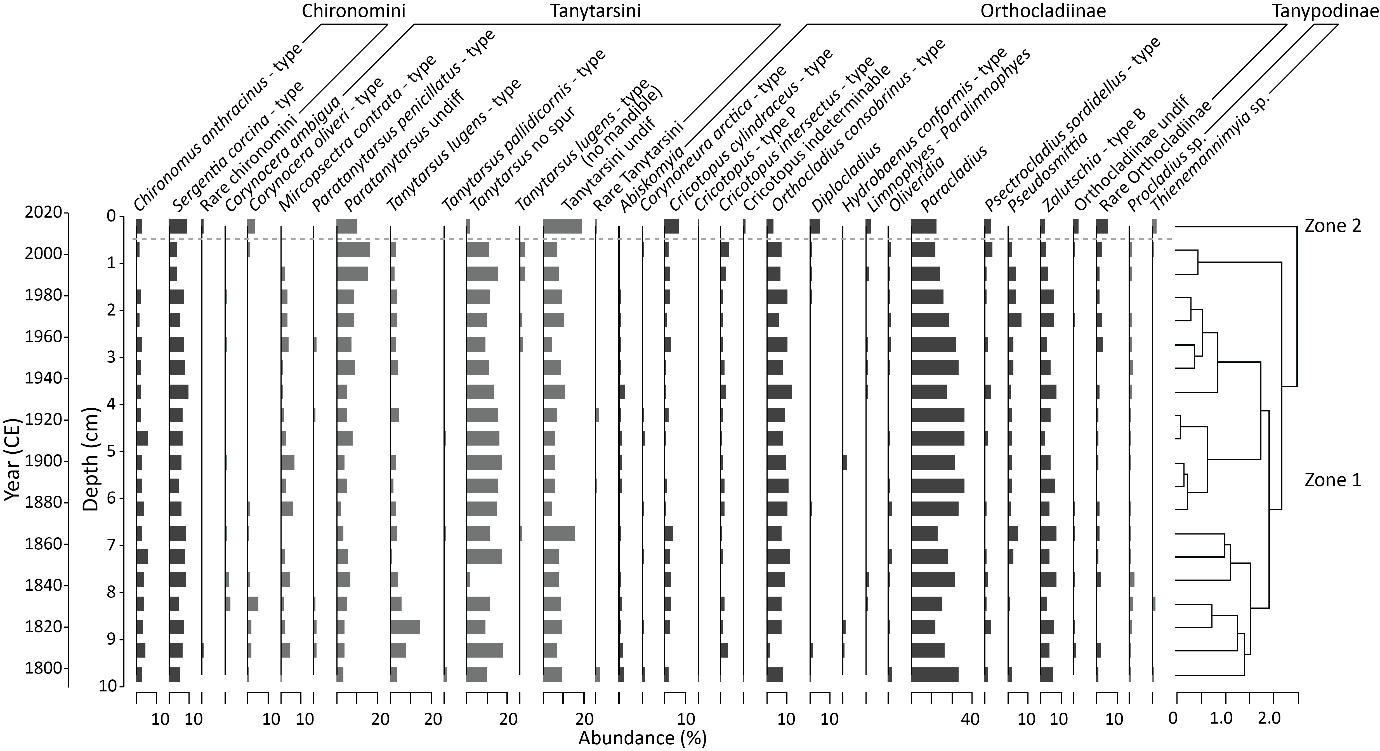 Chironomini
Tanytarsini
Orthocladiinae
Tanypodinae
Chironomus anthracinus - type
Sergentia corcina - type
Rare chironomini
Corynocera ambigua
Corynocera oliveri - type
Mircopsectra contrata - type
Paratanytarsus penicillatus - type
Paratanytarsus undiff
Tanytarsus lugens - type
Tanytarsus pallidicornis - type
Tanytarsus no spur
Tanytarsus lugens - type
(no mandible)
Tanytarsini undif
Rare Tanytarsini
Abiskomyia
Corynoneura arctica - type
Cricotopus cylindraceus - type
Cricotopus - type P
Cricotopus intersectus - type
Cricotopus indeterminable
Orthocladius consobrinus - type
Diplocladius
Hydrobaenus conformis - type
Limnophyes - Paralimnophyes
Oliveridia
Paracladius
Psectrocladius sordidellus - type
Pseudosmittia
Zalutschia - type B
Orthocladiinae undif
Rare Orthocladiinae
Procladius sp.
Thienemannimyia sp.
Year (CE)
2020
2000
1980
1960
1940
1920
1900
1880
1860
1840
1820
1800
Depth (cm)
0
1
2
3
4
5
6
7
8
9
10
Zone 2
Zone 1
10 10 10 10 20 20 20 20 10 10 10 40 10 10 10 0 1.0 2.0
Abundance (%)